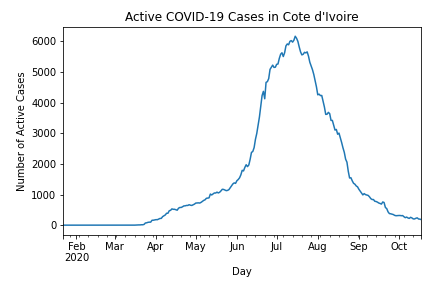 Active COVID-19 Cases in Cote d'Ivoire
Number of Active Cases
6000
5000
4000
3000
2000
1000
0
Feb Mar Apr May Jun Jul Aug Sep Oct
2020
Day